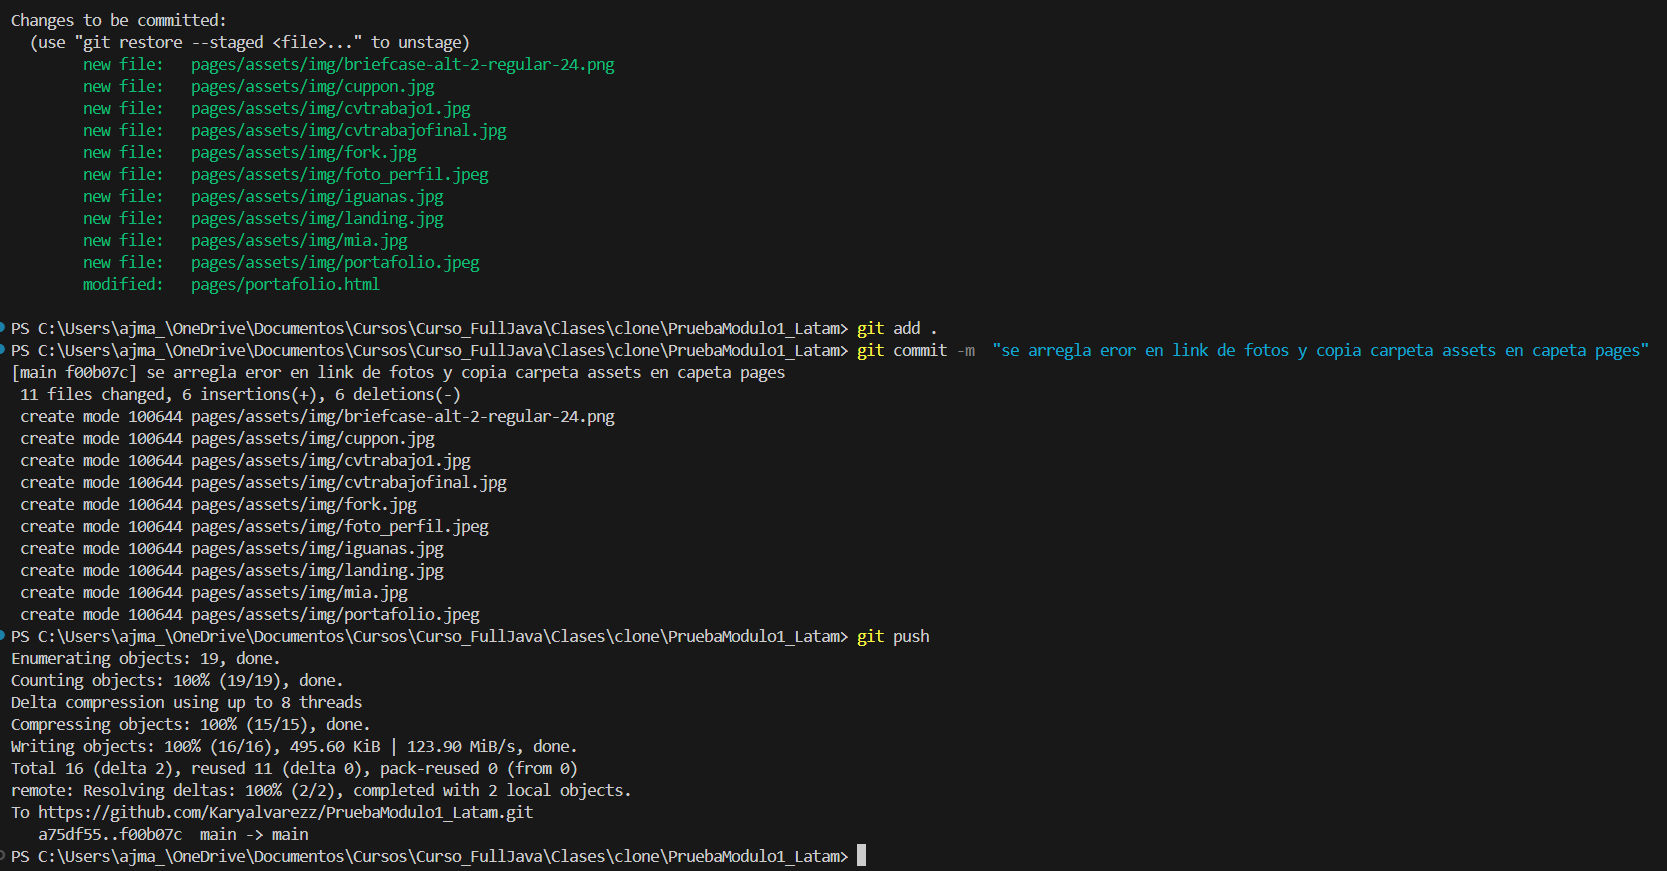 Changes to be committed:
(use "git restore --staged <file>..." to unstage)
new file:   pages/assets/img/briefcase-alt-2-regular-24.png
new file:   pages/assets/img/cuppon.jpg
new file:   pages/assets/img/cvtrabajo1.jpg
new file:   pages/assets/img/cvtrabajofinal.jpg
new file:   pages/assets/img/fork.jpg
new file:   pages/assets/img/foto_perfil.jpeg
new file:   pages/assets/img/iguanas.jpg
new file:   pages/assets/img/landing.jpg
new file:   pages/assets/img/mia.jpg
new file:   pages/assets/img/portafolio.jpeg
modified:   pages/portafolio.html
PS C:\Users\ajma_\OneDrive\Documentos\Cursos\Curso_FullJava\Clases\clone\PruebaModulo1_Latam> git add .
PS C:\Users\ajma_\OneDrive\Documentos\Cursos\Curso_FullJava\Clases\clone\PruebaModulo1_Latam> git commit -m  "se arregla eror en link de fotos y copia carpeta assets en capeta pages"
[main f00b07c] se arregla eror en link de fotos y copia carpeta assets en capeta pages
11 files changed, 6 insertions(+), 6 deletions(-)
create mode 100644 pages/assets/img/briefcase-alt-2-regular-24.png
create mode 100644 pages/assets/img/cuppon.jpg
create mode 100644 pages/assets/img/cvtrabajo1.jpg
create mode 100644 pages/assets/img/cvtrabajofinal.jpg
create mode 100644 pages/assets/img/fork.jpg
create mode 100644 pages/assets/img/foto_perfil.jpeg
create mode 100644 pages/assets/img/iguanas.jpg
create mode 100644 pages/assets/img/landing.jpg
create mode 100644 pages/assets/img/mia.jpg
create mode 100644 pages/assets/img/portafolio.jpeg
PS C:\Users\ajma_\OneDrive\Documentos\Cursos\Curso_FullJava\Clases\clone\PruebaModulo1_Latam> git push
Enumerating objects: 19, done.
Counting objects: 100% (19/19), done.
Delta compression using up to 8 threads
Compressing objects: 100% (15/15), done.
Writing objects: 100% (16/16), 495.60 KiB | 123.90 MiB/s, done.
Total 16 (delta 2), reused 11 (delta 0), pack-reused 0 (from 0)
remote: Resolving deltas: 100% (2/2), completed with 2 local objects.
To https://github.com/Karyalvarezz/PruebaModulo1_Latam.git
a75df55..f00b07c  main -> main
PS C:\Users\ajma_\OneDrive\Documentos\Cursos\Curso_FullJava\Clases\clone\PruebaModulo1_Latam>